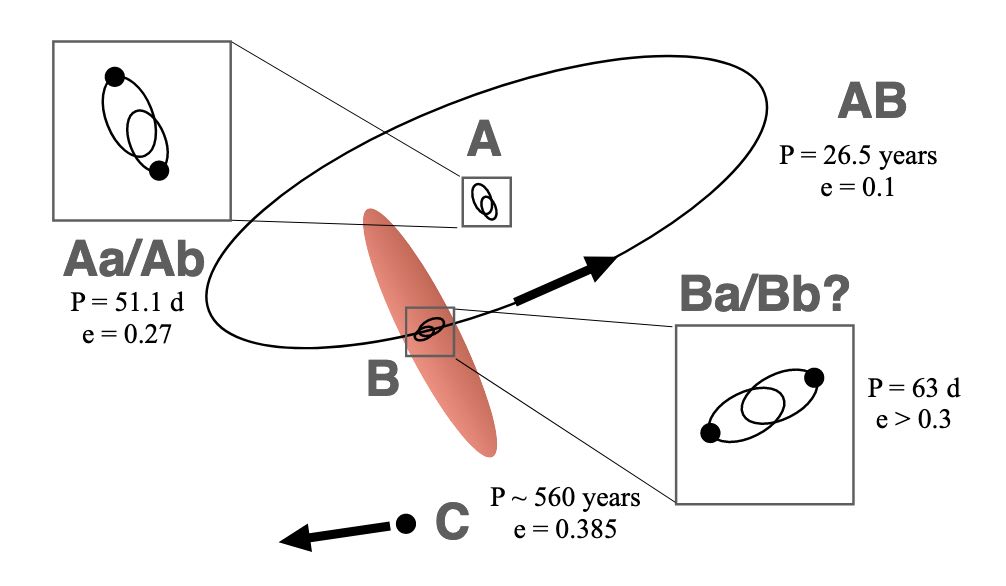 A
AB
P = 26.5 years
e = 0.1
Aa/Ab
P = 51.1 d
e = 0.27
Ba/Bb?
P = 63 d
e > 0.3
B
P ~ 560 years
e = 0.385
C